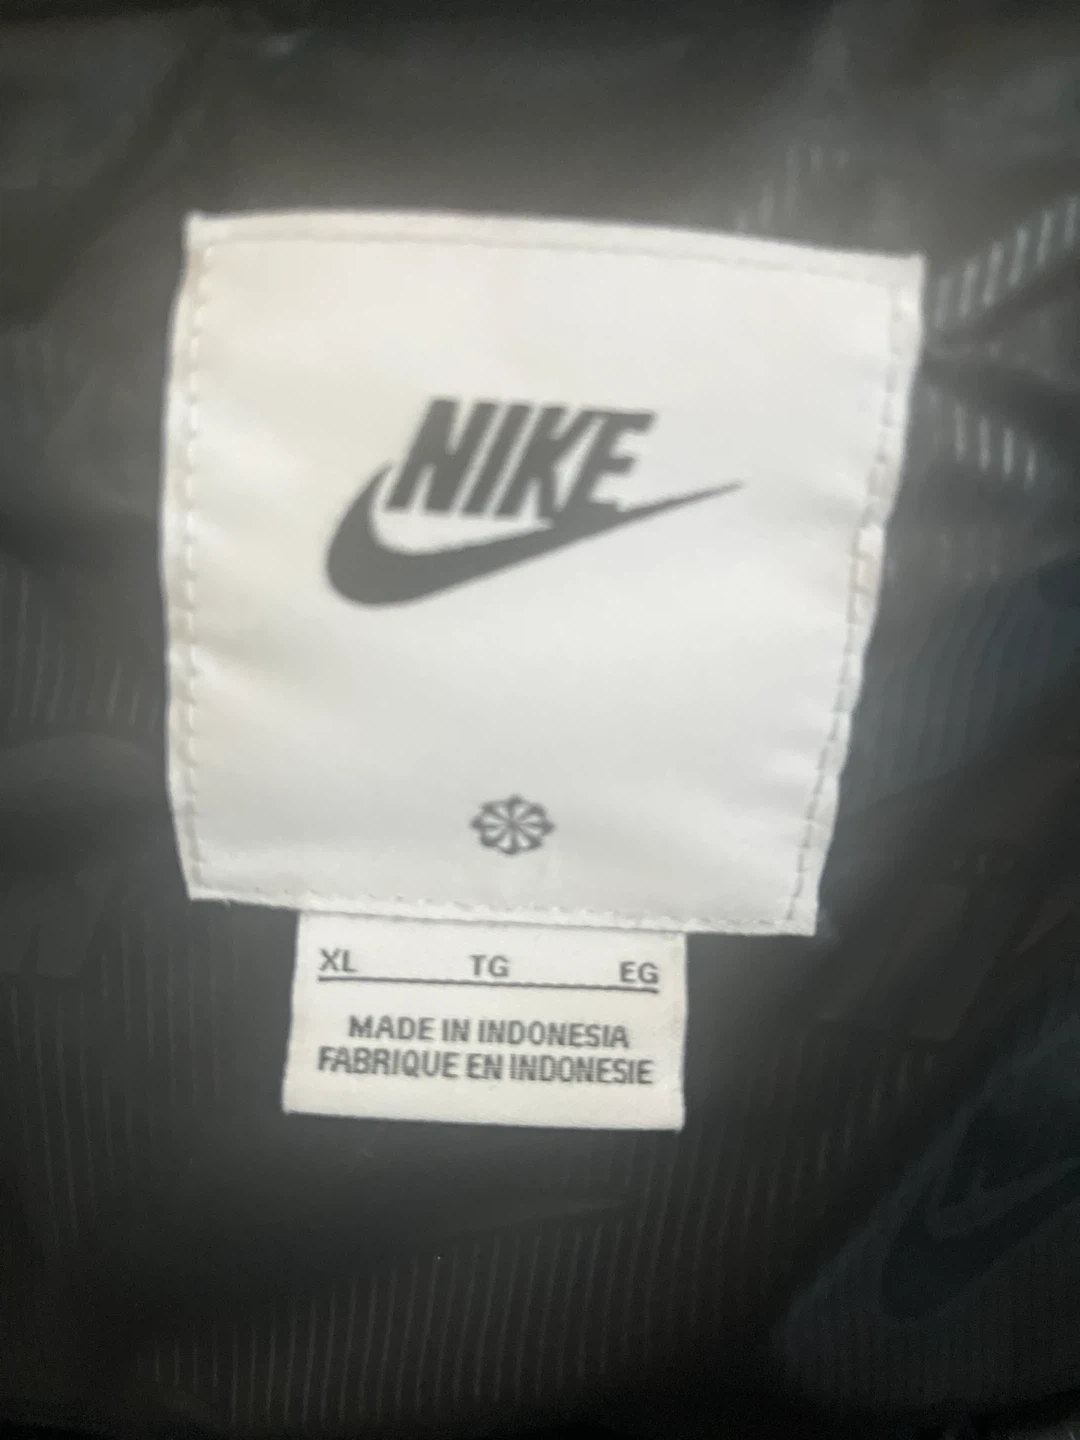 NIKE
XL TG EG
MADE IN INDONESIA
FABRIQUE EN INDONESIE